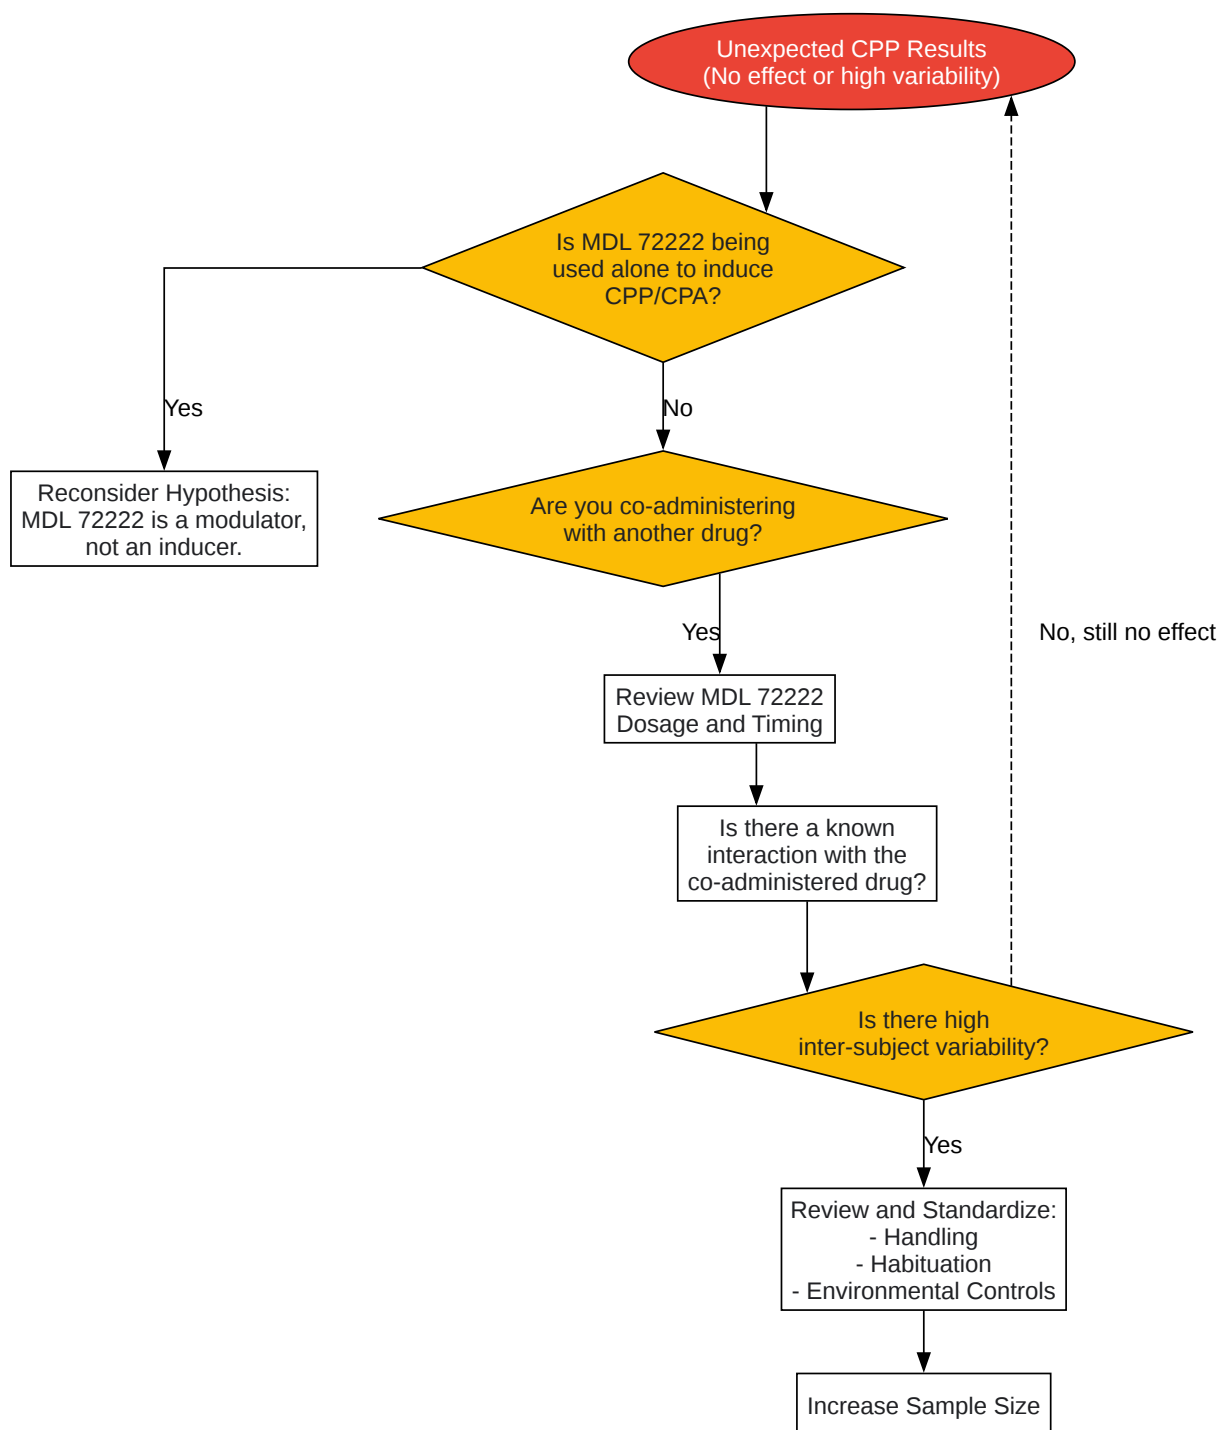 Unexpected CPP Results
(No effect or high variability)
Is MDL 72222 being
used alone to induce
CPP/CPA?
Yes
No
Reconsider Hypothesis:
MDL 72222 is a modulator,
not an inducer.
Are you co-administering
with another drug?
Yes
No, still no effect
Review MDL 72222
Dosage and Timing
Is there a known
interaction with the
co-administered drug?
Is there high
inter-subject variability?
Yes
Review and Standardize:
- Handling
- Habituation
- Environmental Controls
Increase Sample Size